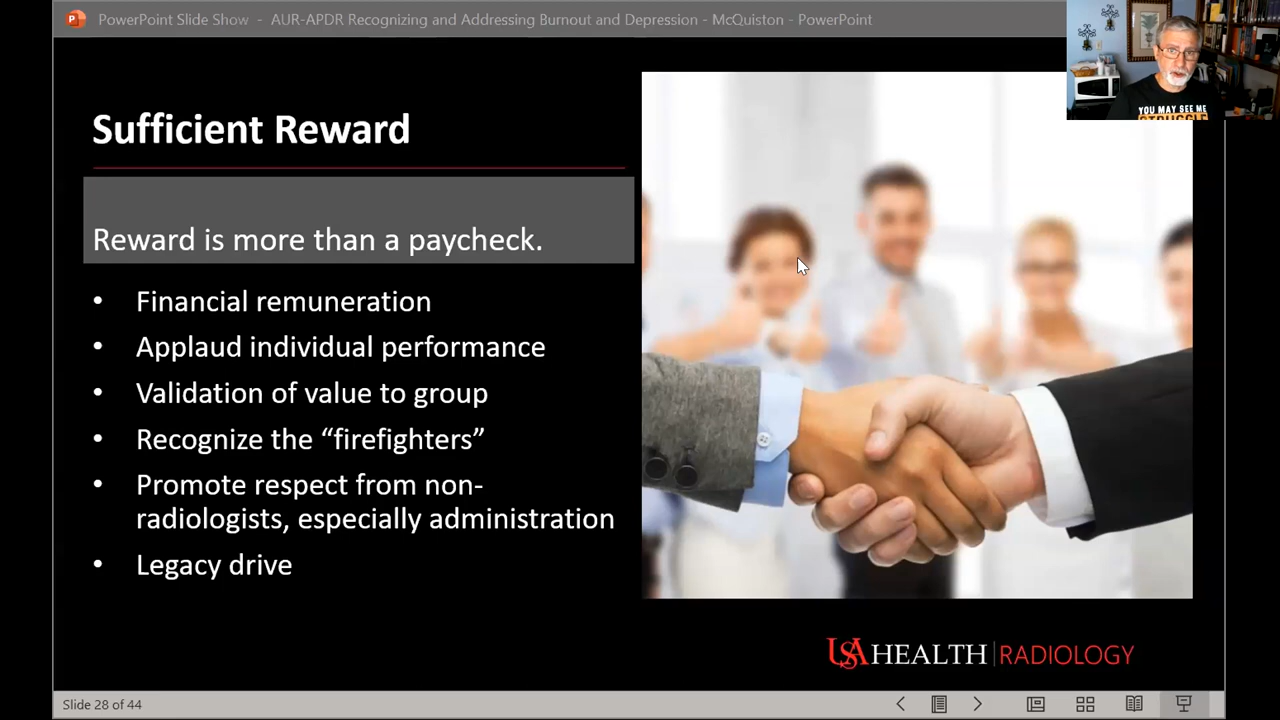 PowerPoint Slide Show - AUR-APDR Recognizing and Addressing Burnout and Depression - McQuiston - PowerPoint
YOU MAY SEE ME
STRUGGLE
Sufficient Reward
Reward is more than a paycheck.
• Financial remuneration
• Applaud individual performance
• Validation of value to group
• Recognize the “firefighters”
• Promote respect from non-
radiologists, especially administration
• Legacy drive
USA HEALTH | RADIOLOGY
Slide 28 of 44